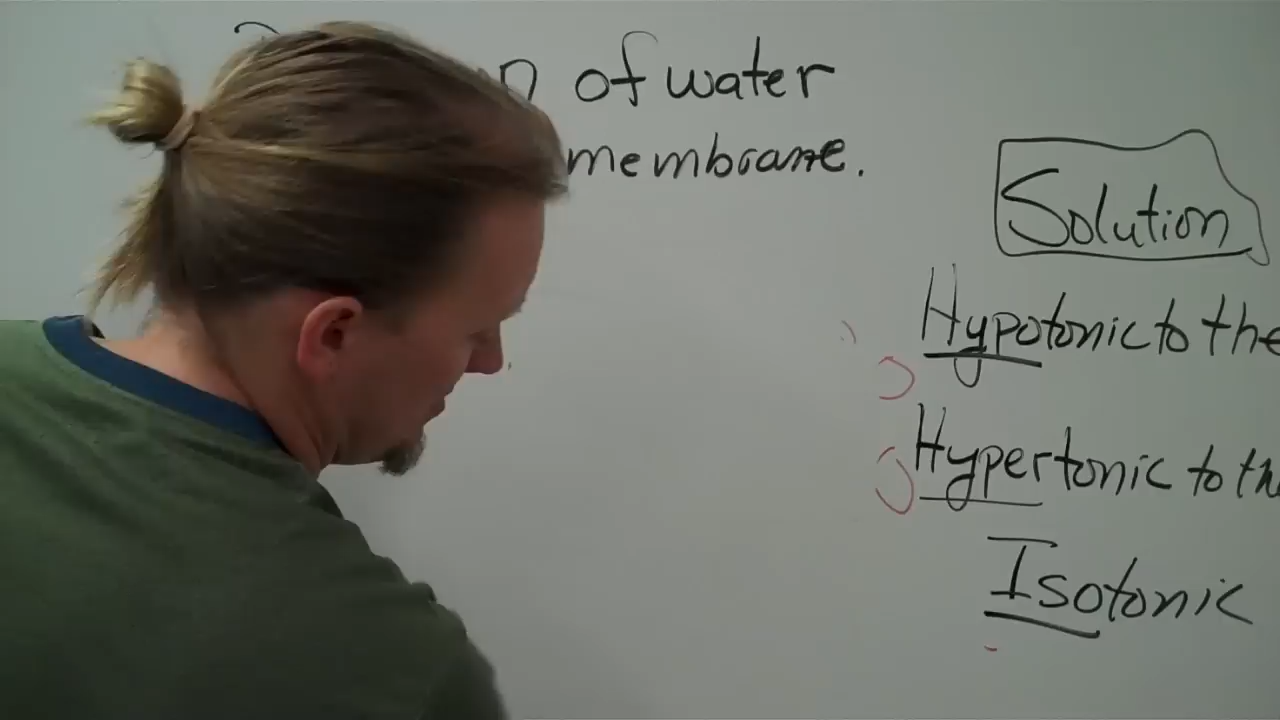 of water
membrane.
Solution
Hypotonic to the
Hypertonic to th
Isotonic